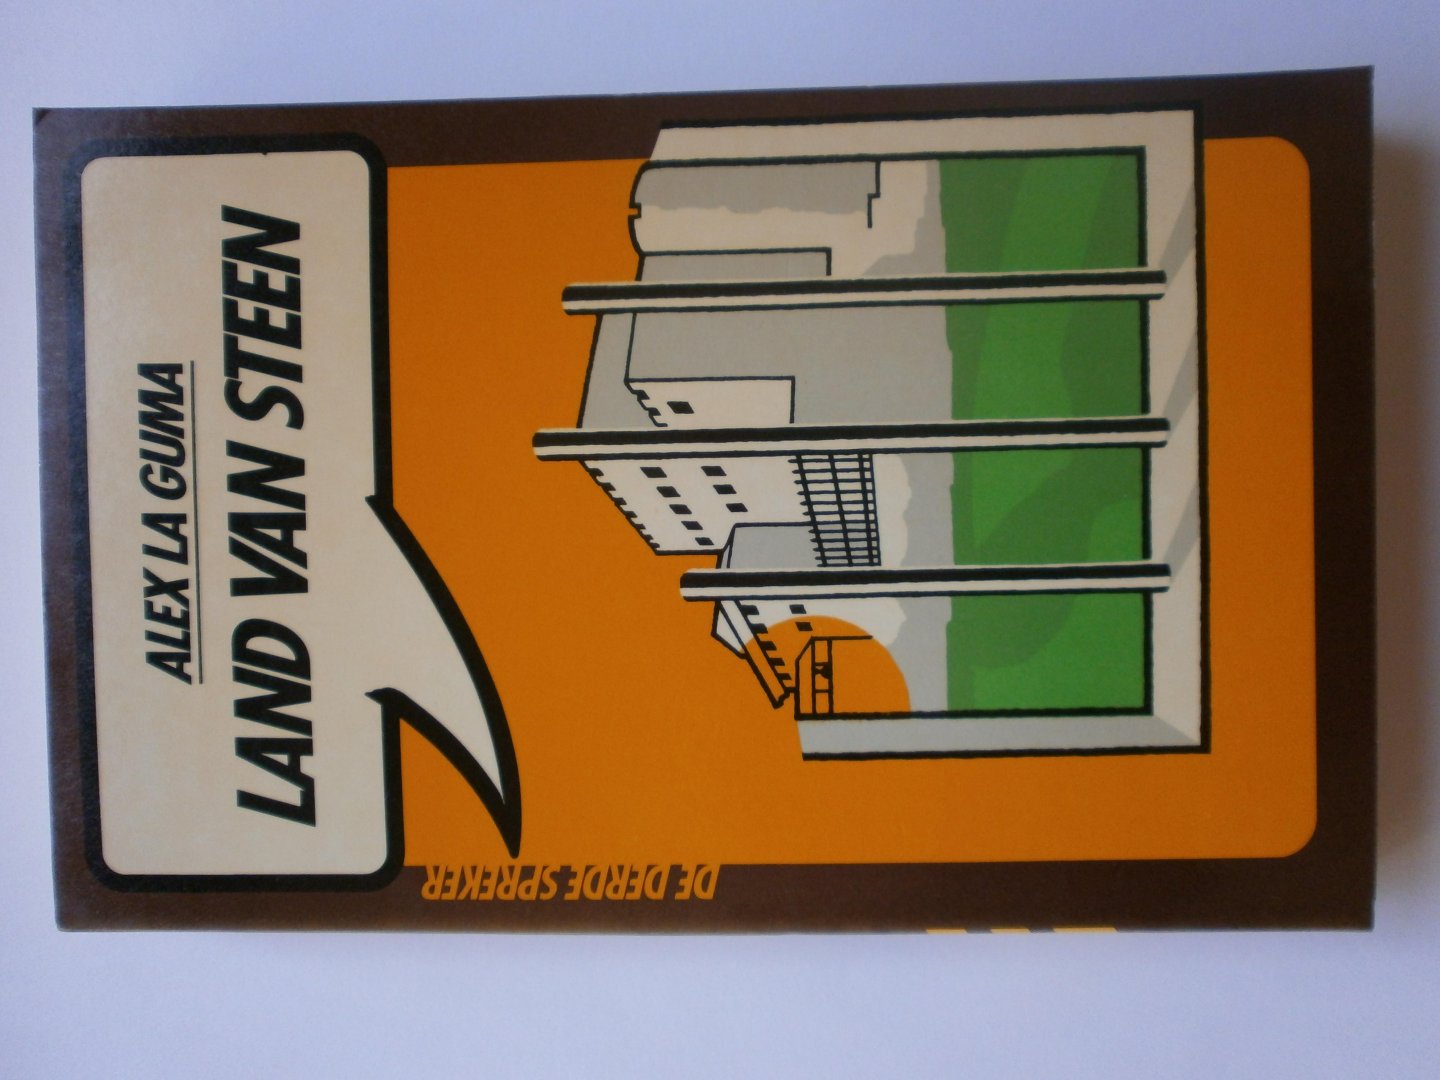 ALEX LA GUMA
LAND VAN STEEN
DE DERDE SPREKER